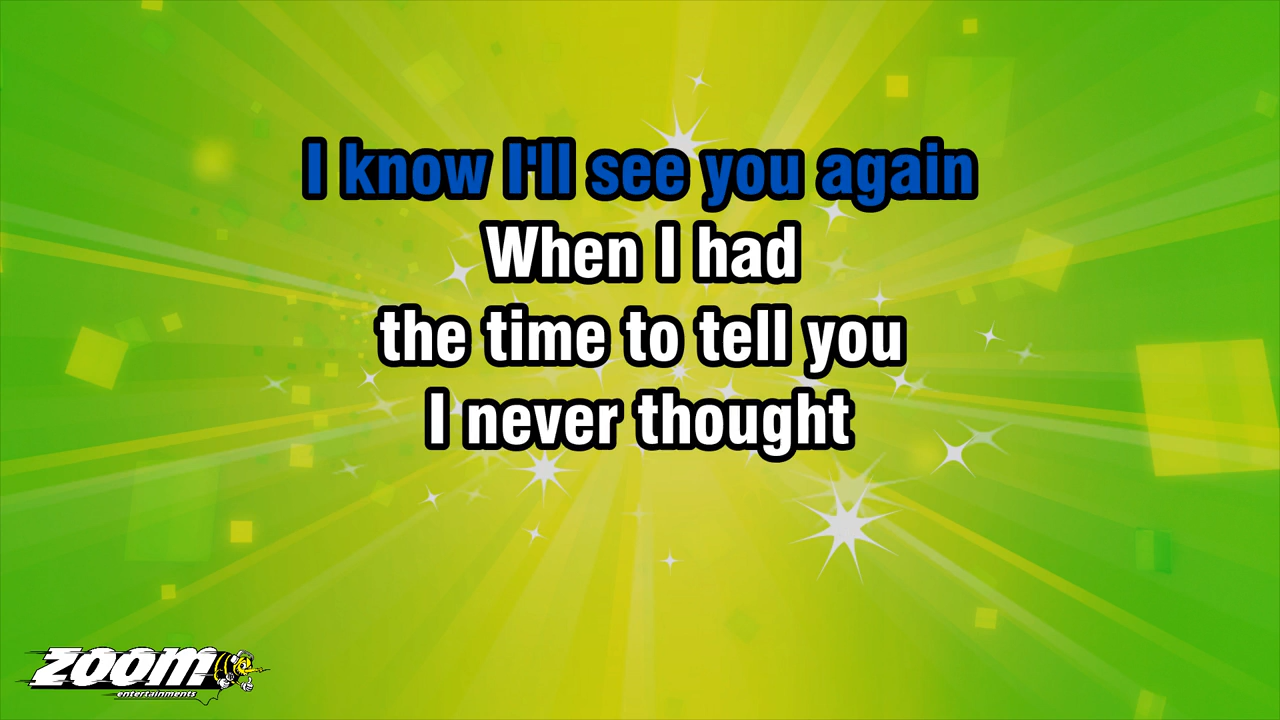 I know I'll see you again
When I had
the time to tell you
I never thought
ZOOM
entertainments